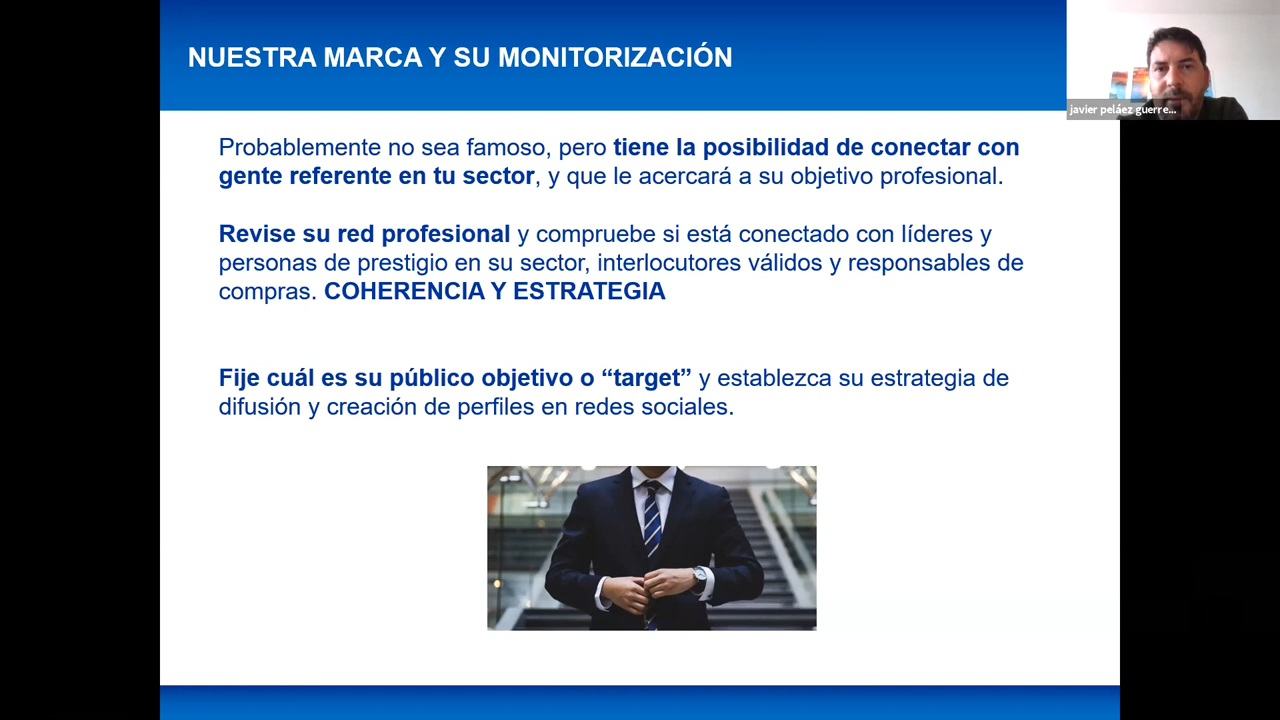 NUESTRA MARCA Y SU MONITORIZACIÓN
javier peláez guerre...
Probablemente no sea famoso, pero tiene la posibilidad de conectar con
gente referente en tu sector, y que le acercará a su objetivo profesional.
Revise su red profesional y compruebe si está conectado con líderes y
personas de prestigio en su sector, interlocutores válidos y responsables de
compras. COHERENCIA Y ESTRATEGIA
Fije cuál es su público objetivo o “target” y establezca su estrategia de
difusión y creación de perfiles en redes sociales.